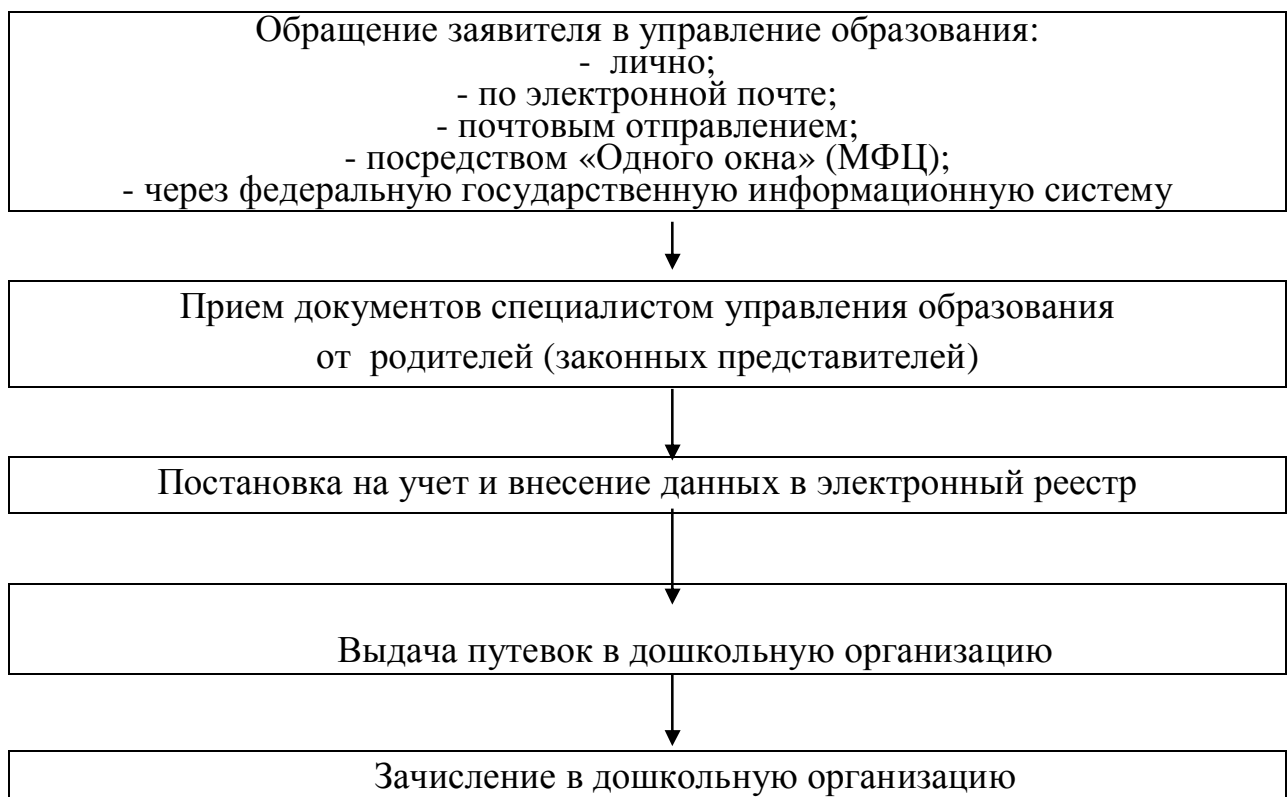 Обращение заявителя в управление образования:
- лично;
- по электронной почте;
- почтовым отправлением;
- посредством «Одного окна» (МФЦ);
- через федеральную государственную информационную систему
Прием документов специалистом управления образования
от родителей (законных представителей)
Постановка на учет и внесение данных в электронный реестр
Выдача путевок в дошкольную организацию
Зачисление в дошкольную организацию